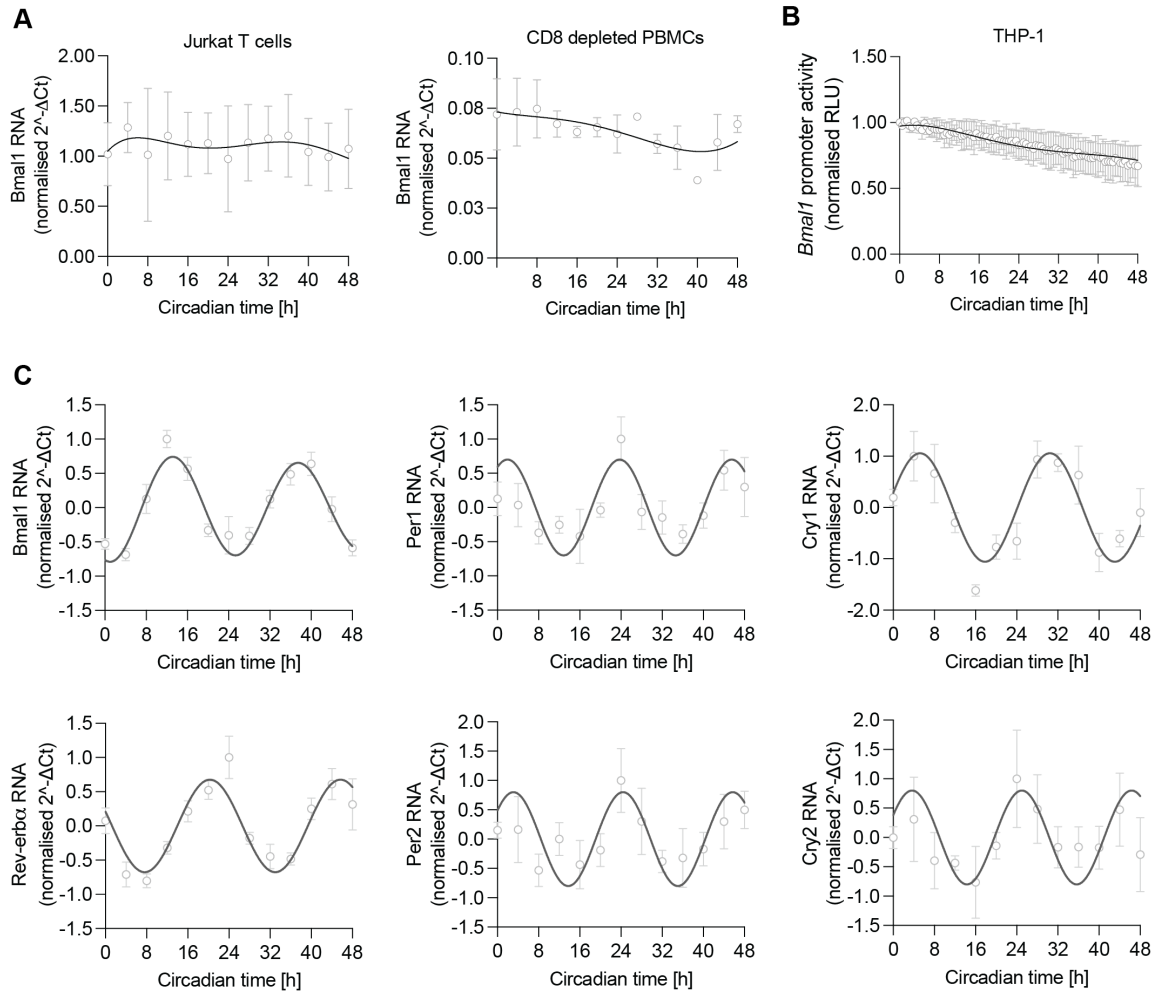 A
Jurkat T cells
Bmal1 RNA
(normalised 2^-ΔCt)
2.00
1.50
1.00
0.50
0.00
0 8 16 24 32 40 48
Circadian time [h]
CD8 depleted PBMCs
Bmal1 RNA
(normalised 2^-ΔCt)
0.10
0.08
0.05
0.03
0.00
8 16 24 32 40 48
Circadian time [h]
B
THP-1
Bmal1 promoter activity
(normalised RLU)
1.50
1.00
0.50
0.00
0 8 16 24 32 40 48
Circadian time [h]
C
Bmal1 RNA
(normalised 2^-ΔCt)
1.5
1.0
0.5
0.0
-0.5
-1.0
-1.5
0 8 16 24 32 40 48
Circadian time [h]
Per1 RNA
(normalised 2^-ΔCt)
1.5
1.0
0.5
0.0
-0.5
-1.0
-1.5
0 8 16 24 32 40 48
Circadian time [h]
Cry1 RNA
(normalised 2^-ΔCt)
2.0
1.0
0.0
-1.0
-2.0
0 8 16 24 32 40 48
Circadian time [h]
Rev-erbα RNA
(normalised 2^-ΔCt)
1.5
1.0
0.5
0.0
-0.5
-1.0
-1.5
0 8 16 24 32 40 48
Circadian time [h]
Per2 RNA
(normalised 2^-ΔCt)
2.0
1.5
1.0
0.5
0.0
-0.5
-1.0
-1.5
0 8 16 24 32 40 48
Circadian time [h]
Cry2 RNA
(normalised 2^-ΔCt)
2.0
1.5
1.0
0.5
0.0
-0.5
-1.0
-1.5
0 8 16 24 32 40 48
Circadian time [h]